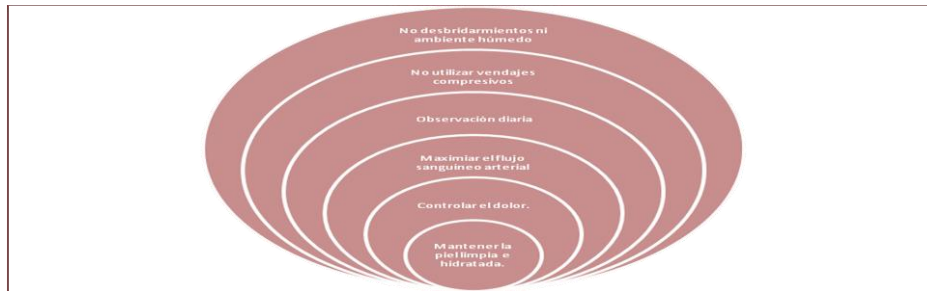 No desbridarmientos ni
ambiente húmedo
No utilizar vendajes
compresivos
Observación diaria
Maximiar el flujo
sanguineo arterial
Controlar el dolor.
Mantener la
piel limpia e
hidratada.